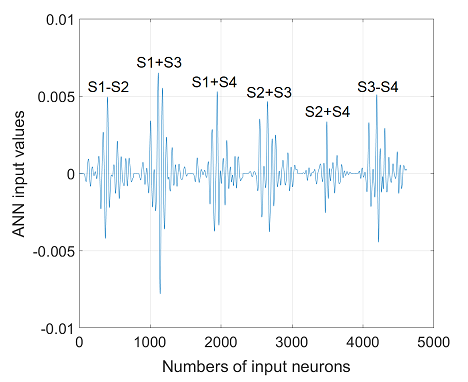 0.01
S1+S3
S1-S2
S1+S4
S2+S3
S3-S4
0.005
S2+S4
0
-0.005
-0.01
0 1000 2000 3000 4000 5000
Numbers of input neurons
ANN input values